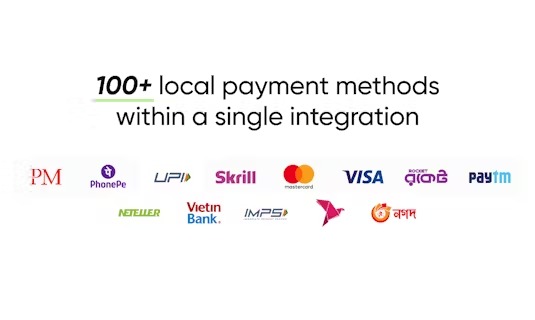 100+ local payment methods
within a single integration
PM
PhonePe
UPI
Skrill
mastercard
VISA
ROCKET
রকেট
paytm
NETELLER
Vietin
Bank
IMPS
নগদ